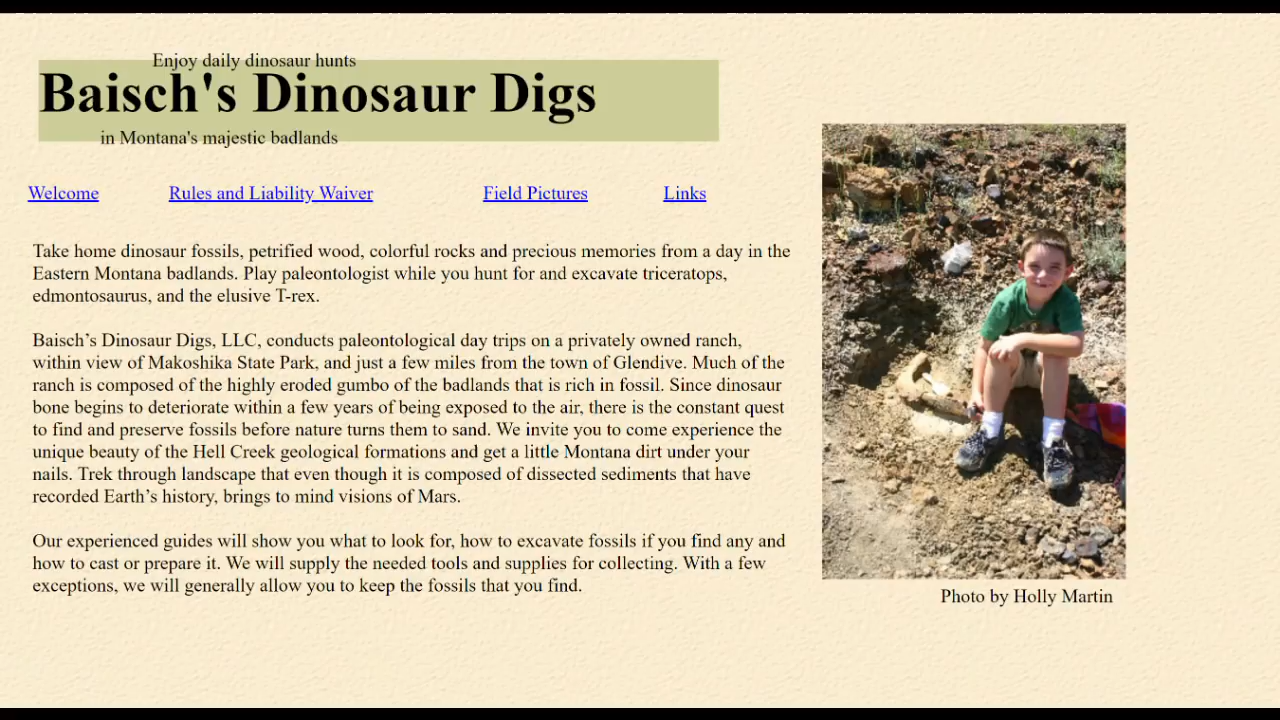 Enjoy daily dinosaur hunts
Baisch's Dinosaur Digs
in Montana's majestic badlands
Welcome Rules and Liability Waiver Field Pictures Links
Take home dinosaur fossils, petrified wood, colorful rocks and precious memories from a day in the
Eastern Montana badlands. Play paleontologist while you hunt for and excavate triceratops,
edmontosaurus, and the elusive T-rex.
Baisch’s Dinosaur Digs, LLC, conducts paleontological day trips on a privately owned ranch,
within view of Makoshika State Park, and just a few miles from the town of Glendive. Much of the
ranch is composed of the highly eroded gumbo of the badlands that is rich in fossil. Since dinosaur
bone begins to deteriorate within a few years of being exposed to the air, there is the constant quest
to find and preserve fossils before nature turns them to sand. We invite you to come experience the
unique beauty of the Hell Creek geological formations and get a little Montana dirt under your
nails. Trek through landscape that even though it is composed of dissected sediments that have
recorded Earth’s history, brings to mind visions of Mars.
Our experienced guides will show you what to look for, how to excavate fossils if you find any and
how to cast or prepare it. We will supply the needed tools and supplies for collecting. With a few
exceptions, we will generally allow you to keep the fossils that you find.
Photo by Holly Martin